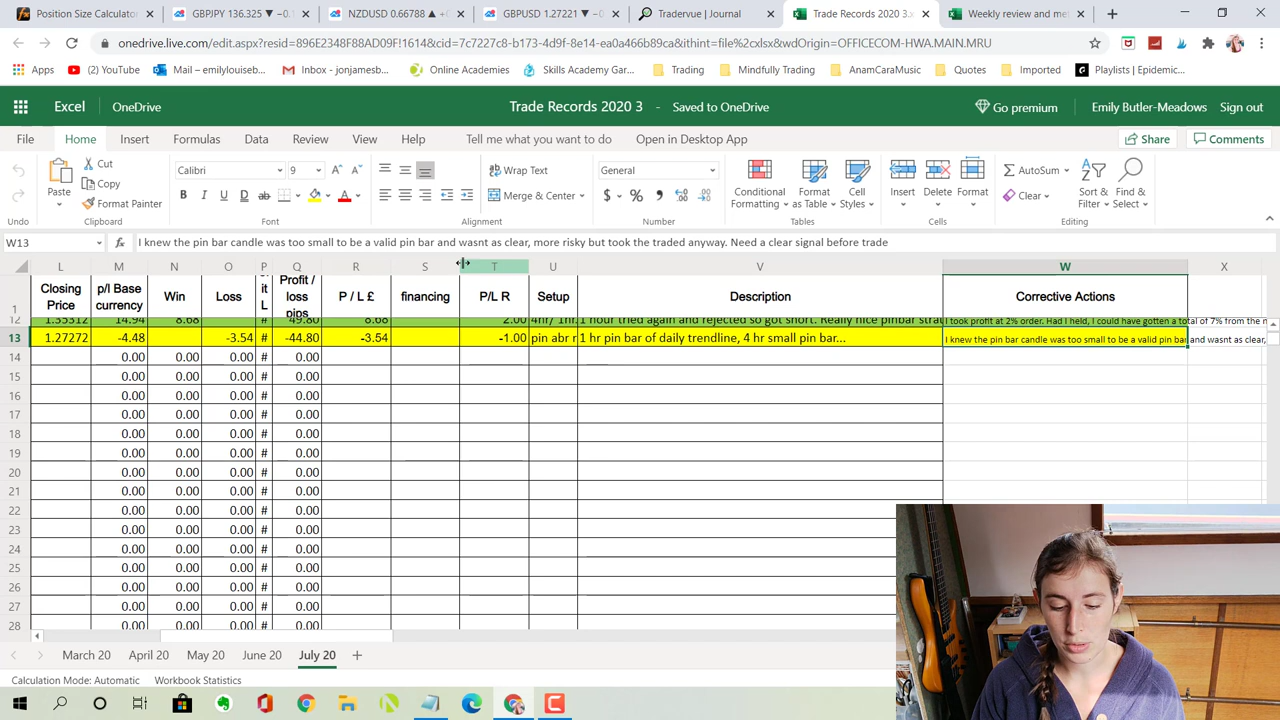 Position Size Calculator
GBPJPY 136.325
NZDUSD 0.66788
GBPUSD 1.27221
Tradervue | Journal
Trade Records 2020 3.x
Weekly review and me
onedrive.live.com/edit.aspx?resid=896E2348F88AD09F!1610&cid=7c7227c8-b173-4d9f-8e14-ea0a466b89ca&ithint=file%2cxlsx&wdOrigin=OFFICECOM-HWA.MAIN.MRU
Apps
(2) YouTube
Mail – emilylouiseb...
Inbox - jonjamesb...
Online Academies
Skills Academy Gar...
Trading
Mindfully Trading
AnamCaraMusic
Quotes
Imported
Playlists | Epidemic...
Excel OneDrive
Trade Records 2020 3 - Saved to OneDrive
Go premium
Emily Butler-Meadows Sign out
File Home Insert Formulas Data Review View Help Tell me what you want to do Open in Desktop App Share Comments
Paste Cut Copy Format Painter
Calibri 9
Wrap Text
Merge & Center
General
Conditional Formatting
Format as Table
Cell Styles
Insert Delete Format
AutoSum
Clear
Sort & Filter
Find & Select
Clipboard Font Alignment Number Tables Cells Editing
W13 fx I knew the pin bar candle was too small to be a valid pin bar and wasnt as clear, more risky but took the traded anyway. Need a clear signal before trade
L M N O P Q R S T U V W X
1 Closing Price p/l Base currency Win Loss Profit / loss pips P / L £ financing P/L R Setup Description Corrective Actions
12 1.35312 14.94 8.68 # 49.80 8.68 2.00 4hr/ 1hr 1 hour tried again and rejected so got short. Really nice pinbar strat I took profit at 2% order. Had I held, I could have gotten a total of 7% from the
13 1.27272 -4.48 -3.54 # -44.80 -3.54 -1.00 pin abr r 1 hr pin bar of daily trendline, 4 hr small pin bar... I knew the pin bar candle was too small to be a valid pin bar and wasnt as clear,
14 0.00 0.00 0.00 # 0.00
15 0.00 0.00 0.00 # 0.00
16 0.00 0.00 0.00 # 0.00
17 0.00 0.00 0.00 # 0.00
18 0.00 0.00 0.00 # 0.00
19 0.00 0.00 0.00 # 0.00
20 0.00 0.00 0.00 # 0.00
21 0.00 0.00 0.00 # 0.00
22 0.00 0.00 0.00 # 0.00
23 0.00 0.00 0.00 # 0.00
24 0.00 0.00 0.00 # 0.00
25 0.00 0.00 0.00 # 0.00
26 0.00 0.00 0.00 # 0.00
27 0.00 0.00 0.00 # 0.00
28 0.00 0.00 0.00 # 0.00
March 20 April 20 May 20 June 20 July 20
Calculation Mode: Automatic Workbook Statistics